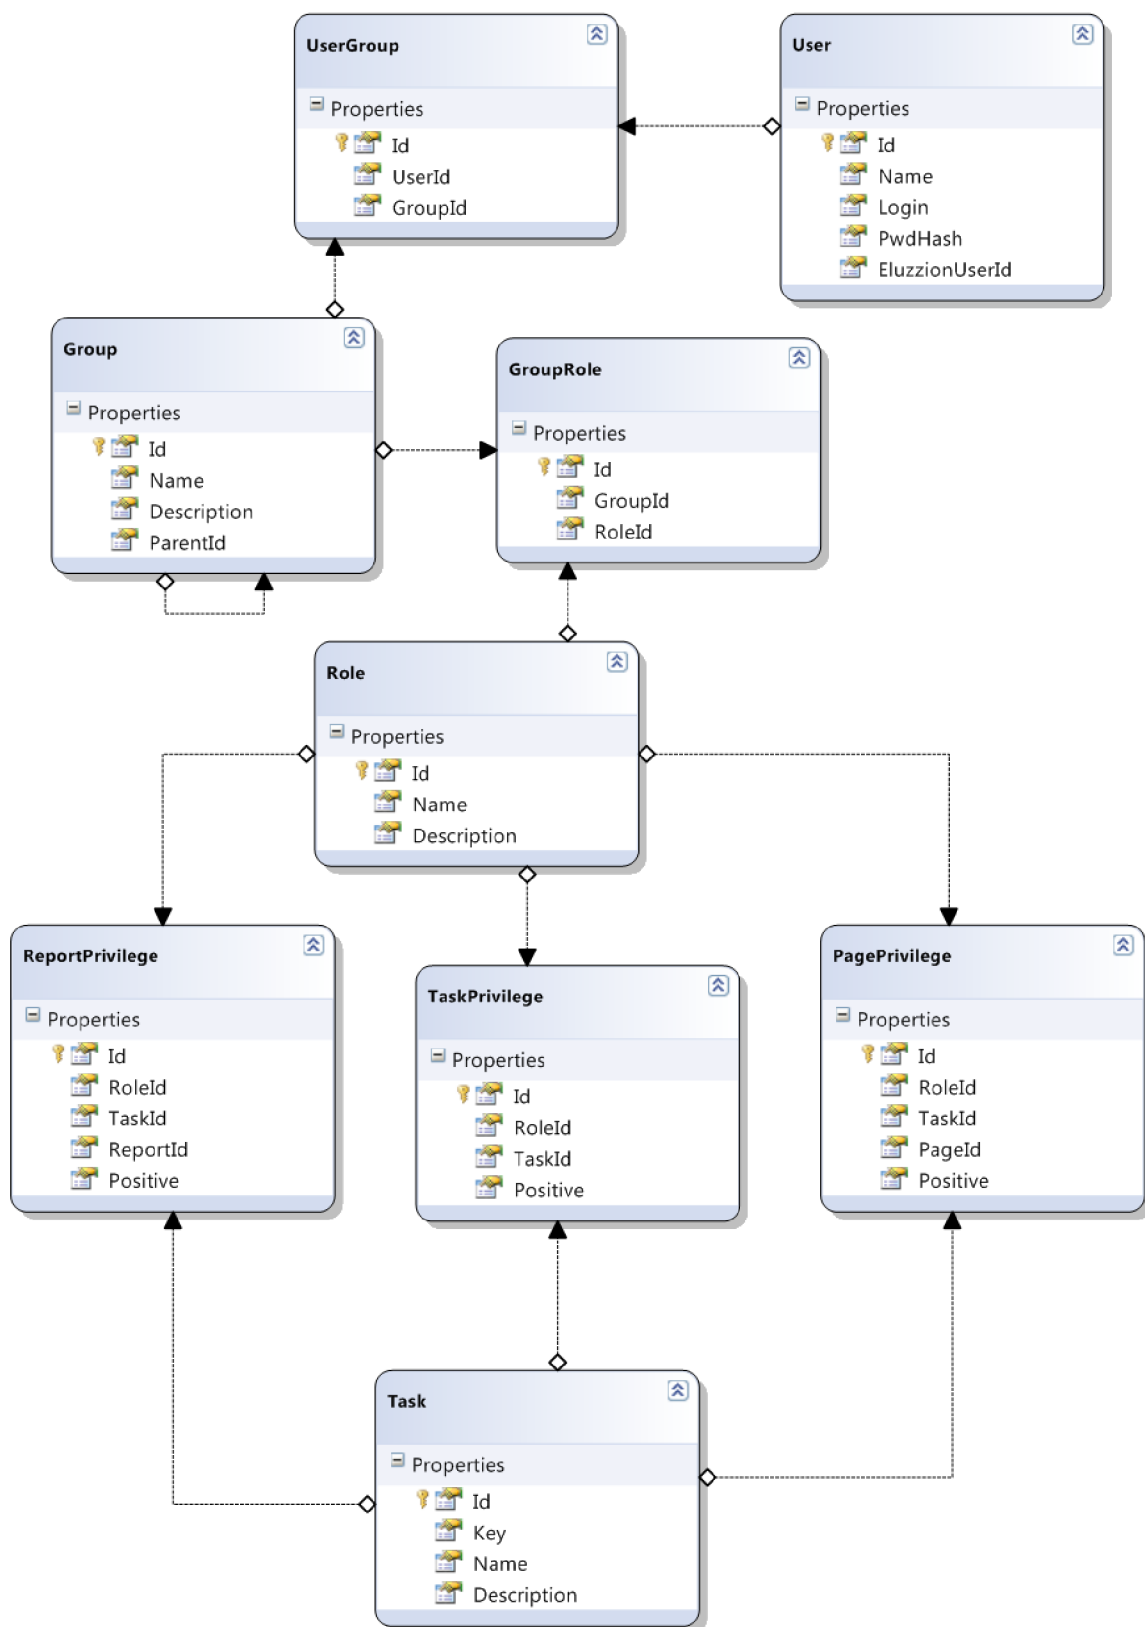 UserGroup
Properties
Id
UserId
GroupId
User
Properties
Id
Name
Login
PwdHash
EluzzionUserId
Group
Properties
Id
Name
Description
ParentId
GroupRole
Properties
Id
GroupId
RoleId
Role
Properties
Id
Name
Description
ReportPrivilege
Properties
Id
RoleId
TaskId
ReportId
Positive
TaskPrivilege
Properties
Id
RoleId
TaskId
Positive
PagePrivilege
Properties
Id
RoleId
TaskId
PageId
Positive
Task
Properties
Id
Key
Name
Description